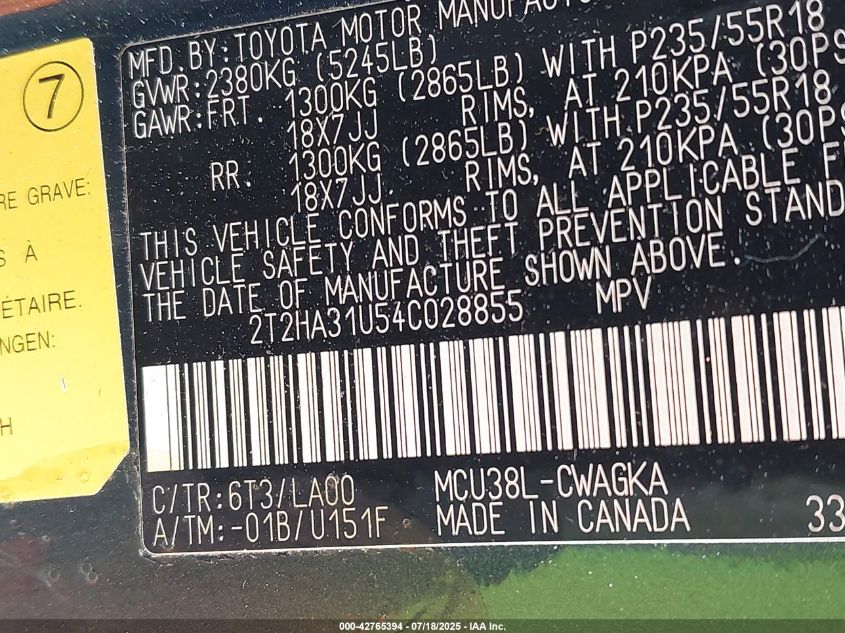 7
RE GRAVE:
S À
ÉTAIRE.
NGEN:
H
MFD. BY: TOYOTA MOTOR
GVWR: 2380KG (5245LB)
GAWR: FRT. 1300KG (2865LB) WITH P235/55R18
18X7JJ RIMS, AT 210KPA (30PS
RR. 1300KG (2865LB) WITH P235/55R18
18X7JJ RIMS, AT 210KPA (30PS
THIS VEHICLE CONFORMS TO ALL APPLICABLE F
VEHICLE SAFETY AND THEFT PREVENTION STAND
THE DATE OF MANUFACTURE SHOWN ABOVE.
2T2HA31U54C028855 MPV
C/TR: 6T3/LA00 MCU38L-CWAGKA
A/TM: -01B/U151F MADE IN CANADA 33
000-42765394 - 07/18/2025 - IAA Inc.